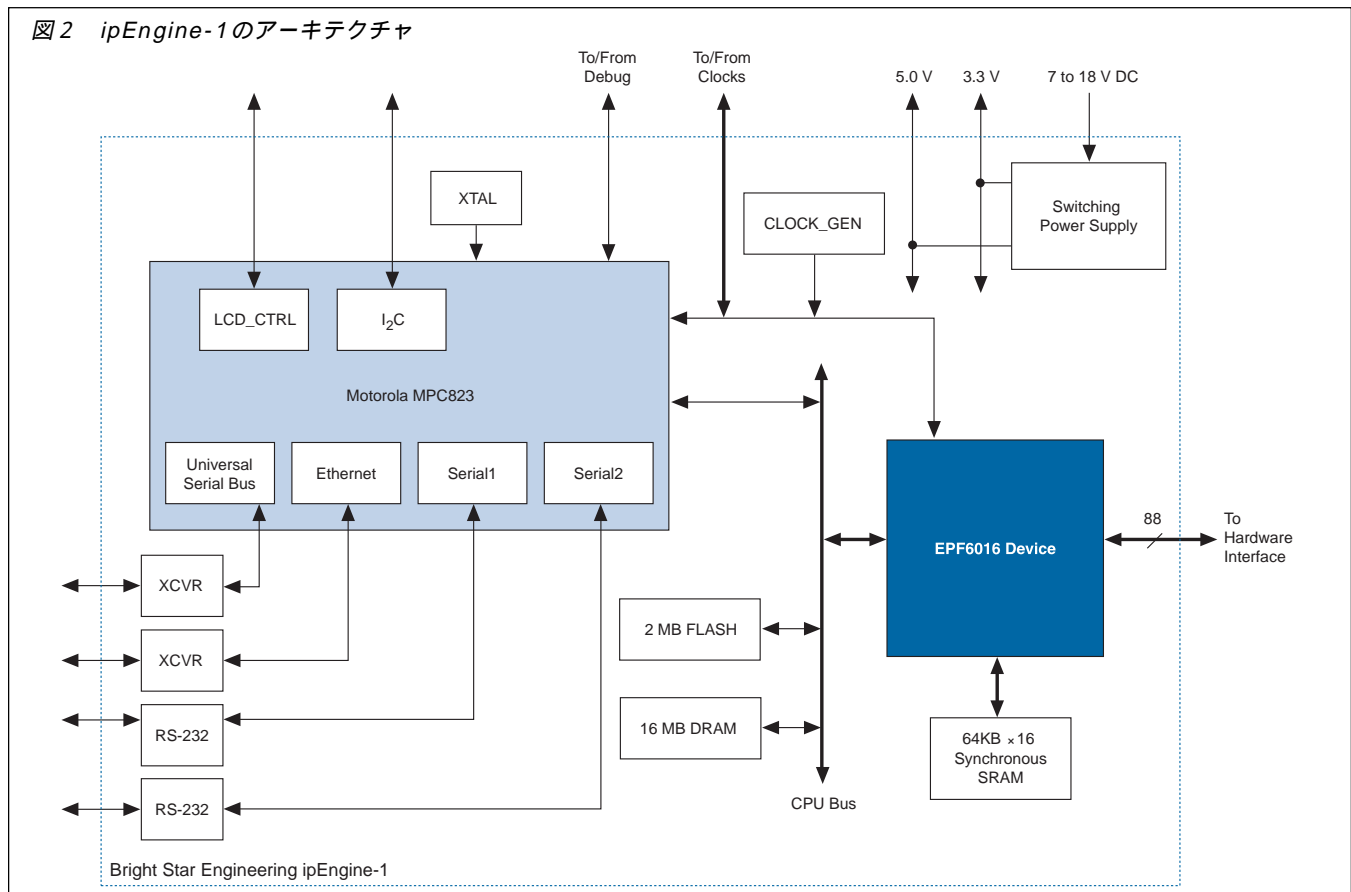 図2 ipEngine-1のアーキテクチャ
To/From
Debug
To/From
Clocks
5.0 V
3.3 V
7 to 18 V DC
XTAL
CLOCK_GEN
Switching
Power Supply
LCD_CTRL
I2C
Motorola MPC823
Universal
Serial Bus
Ethernet
Serial1
Serial2
EPF6016 Device
88
To
Hardware
Interface
XCVR
XCVR
RS-232
RS-232
2 MB FLASH
16 MB DRAM
64KB ×16
Synchronous
SRAM
CPU Bus
Bright Star Engineering ipEngine-1